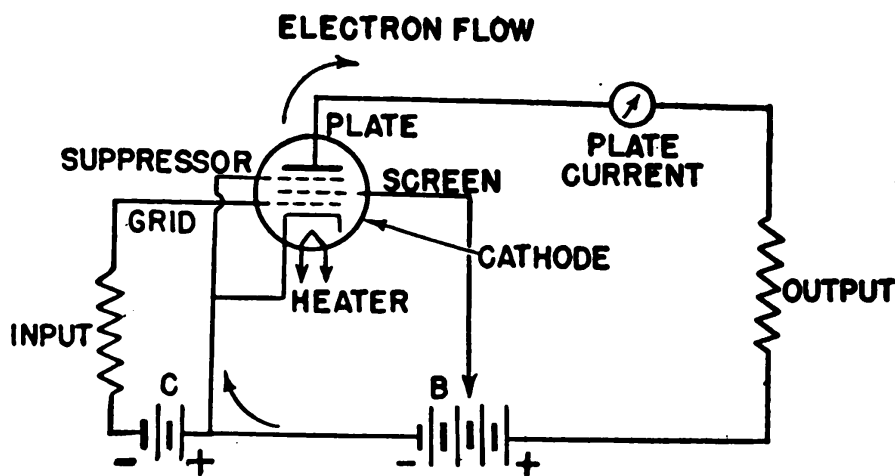 ELECTRON FLOW
PLATE
SUPPRESSOR
SCREEN
PLATE
CURRENT
GRID
CATHODE
HEATER
OUTPUT
INPUT
C
B
- +
- +